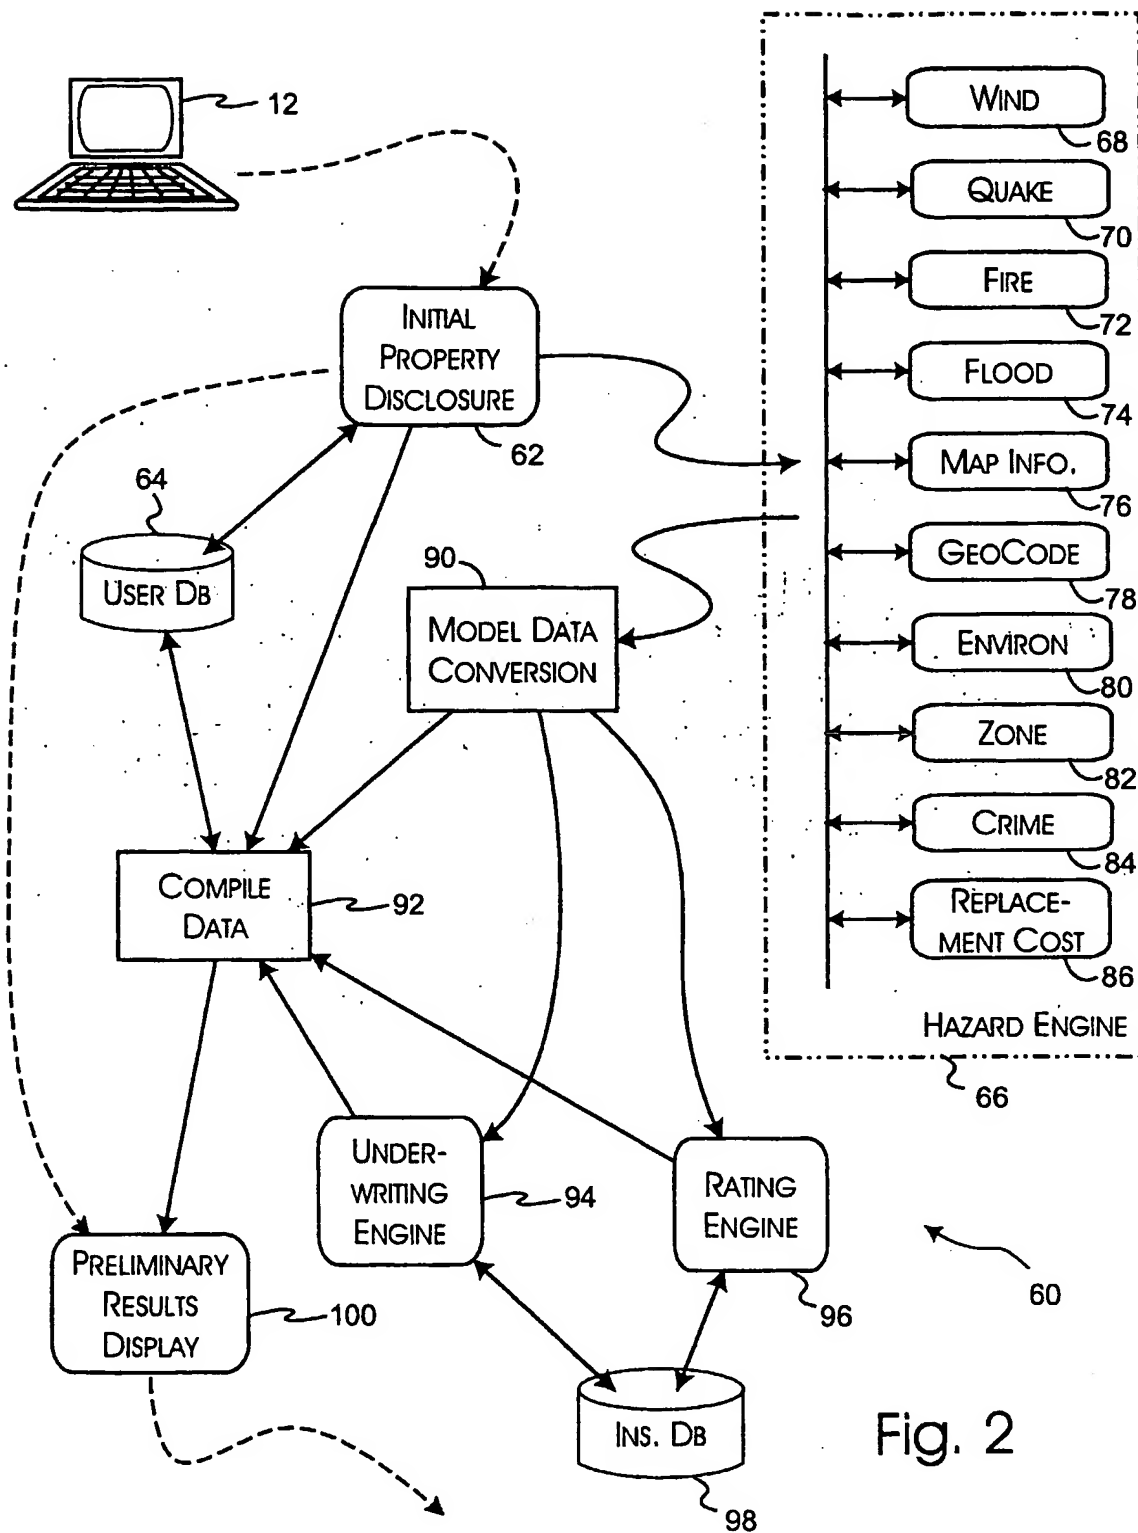 12
WIND
68
QUAKE
70
FIRE
72
FLOOD
74
MAP INFO.
76
GEOCODE
78
ENVIRON
80
ZONE
82
CRIME
84
REPLACE-
MENT COST
86
HAZARD ENGINE
66
INITIAL
PROPERTY
DISCLOSURE
62
64
USER DB
90
MODEL DATA
CONVERSION
COMPILE
DATA
92
UNDER-
WRITING
ENGINE
94
RATING
ENGINE
96
60
PRELIMINARY
RESULTS
DISPLAY
100
INS. DB
98
Fig. 2